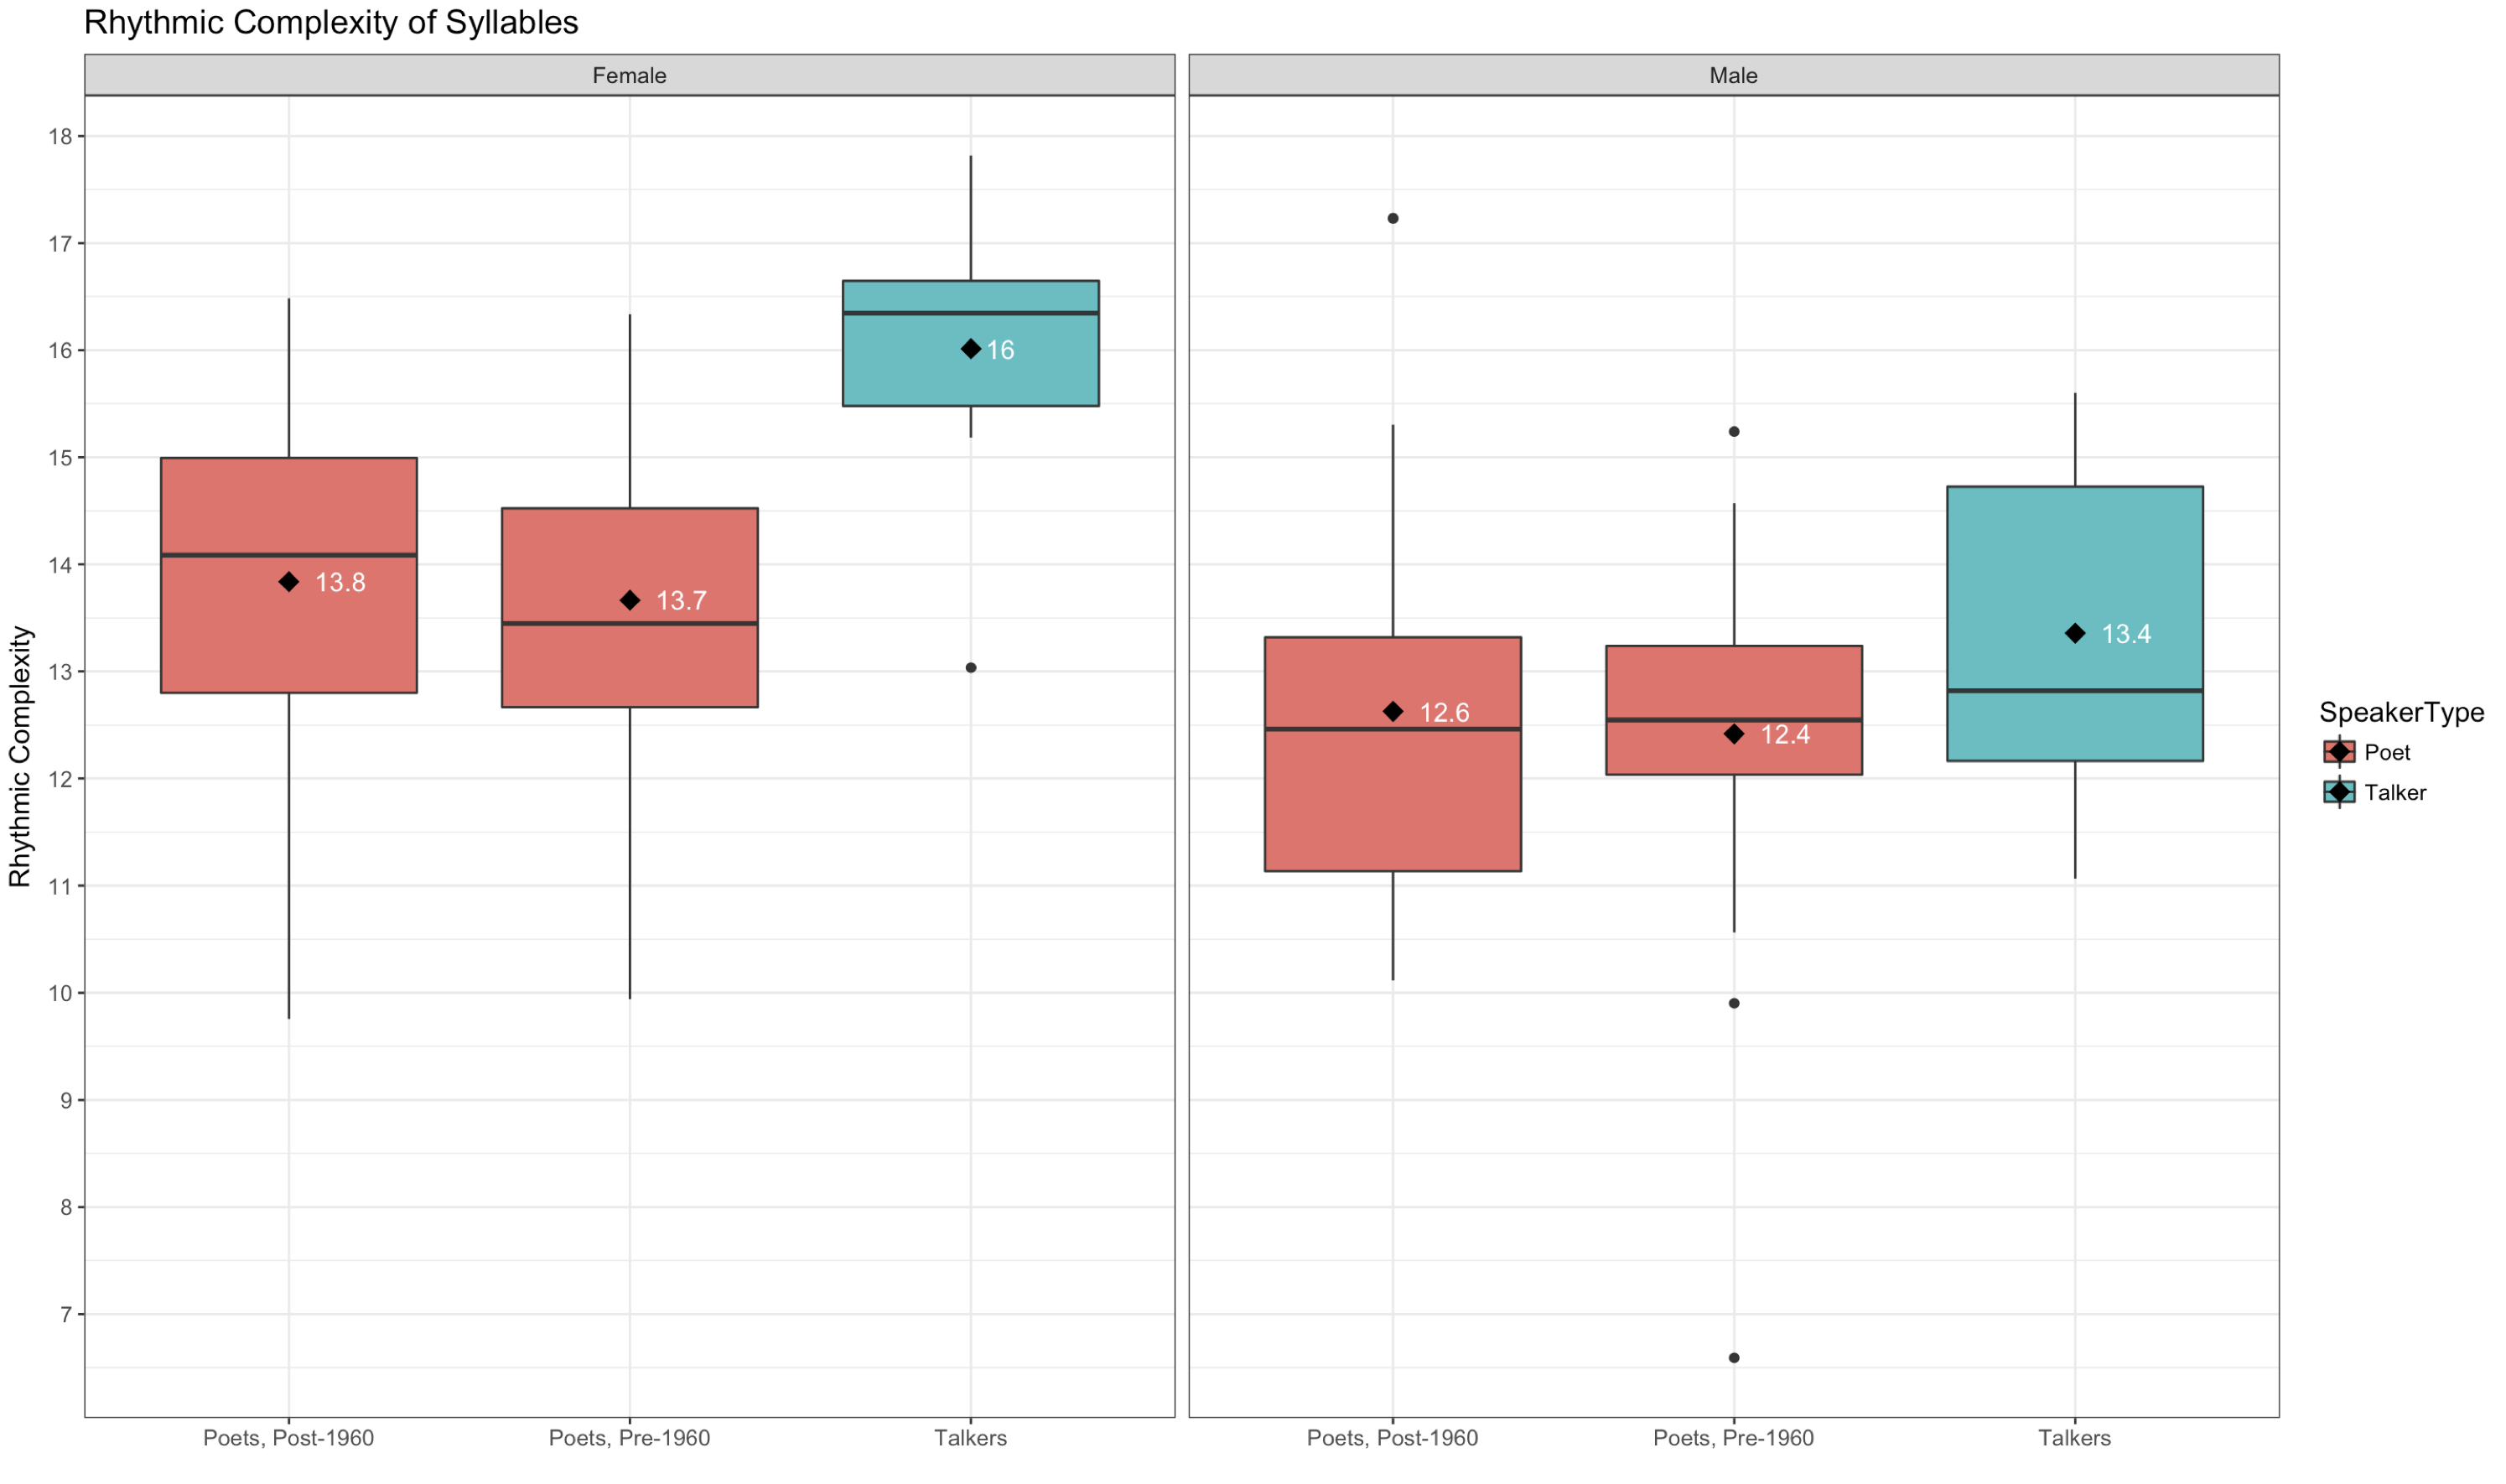 Rhythmic Complexity of Syllables
Female
Male
Rhythmic Complexity
18
17
16
15
14
13
12
11
10
9
8
7
13.8
13.7
16
12.6
12.4
13.4
Poets, Post-1960
Poets, Pre-1960
Talkers
Poets, Post-1960
Poets, Pre-1960
Talkers
SpeakerType
Poet
Talker